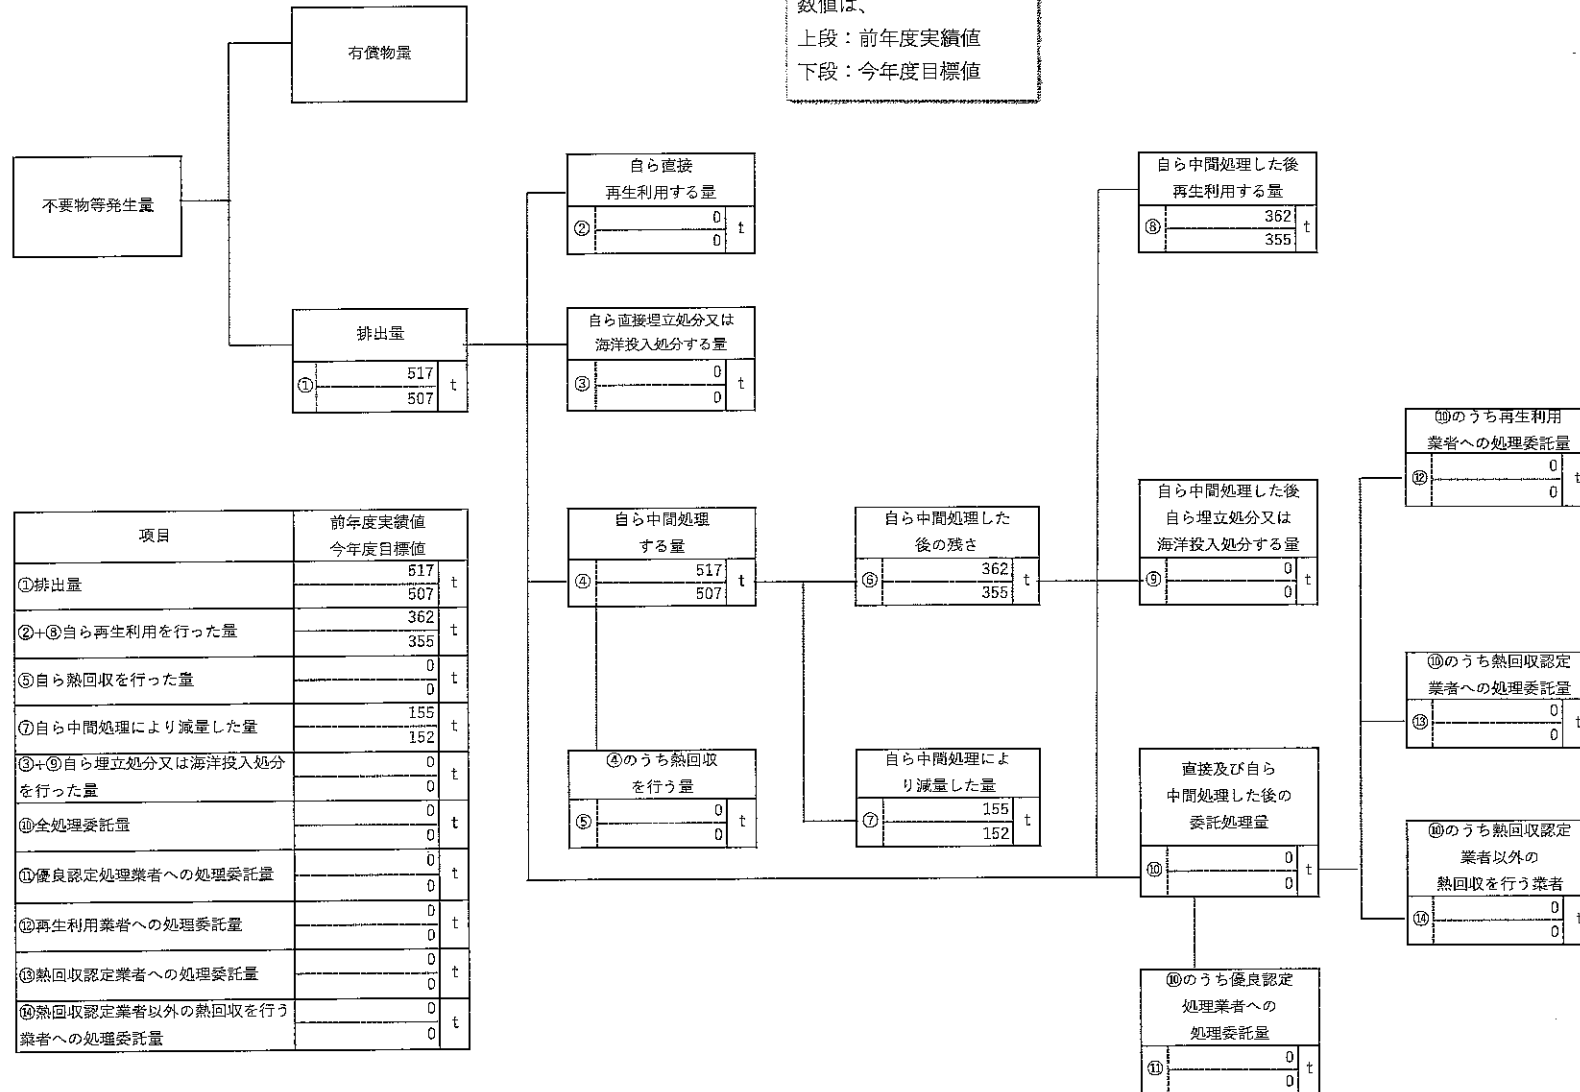 数値は、
上段：前年度実績値
下段：今年度目標値
有償物量
不要物等発生量
排出量
①
517
507
t
自ら直接
再生利用する量
②
0
0
t
自ら直接埋立処分又は
海洋投入処分する量
③
0
0
t
自ら中間処理
する量
④
517
507
t
④のうち熱回収
を行う量
⑤
0
0
t
自ら中間処理した
後の残さ
⑥
362
355
t
自ら中間処理によ
り減量した量
⑦
155
152
t
自ら中間処理した後
再生利用する量
⑧
362
355
t
自ら中間処理した後
自ら埋立処分又は
海洋投入処分する量
⑨
0
0
t
直接及び自ら
中間処理した後の
委託処理量
⑩
0
0
t
⑩のうち優良認定
処理業者への
処理委託量
⑪
0
0
t
⑩のうち再生利用
業者への処理委託量
⑫
0
0
t
⑩のうち熱回収認定
業者への処理委託量
⑬
0
0
t
⑩のうち熱回収認定
業者以外の
熱回収を行う業者
⑭
0
0
t
項目
前年度実績値
今年度目標値
①排出量
517
507
t
②+⑧自ら再生利用を行った量
362
355
t
⑤自ら熱回収を行った量
0
0
t
⑦自ら中間処理により減量した量
155
152
t
③+⑨自ら埋立処分又は海洋投入処分
を行った量
0
0
t
⑩全処理委託量
0
0
t
⑪優良認定処理業者への処理委託量
0
0
t
⑫再生利用業者への処理委託量
0
0
t
⑬熱回収認定業者への処理委託量
0
0
t
⑭熱回収認定業者以外の熱回収を行う
業者への処理委託量
0
0
t